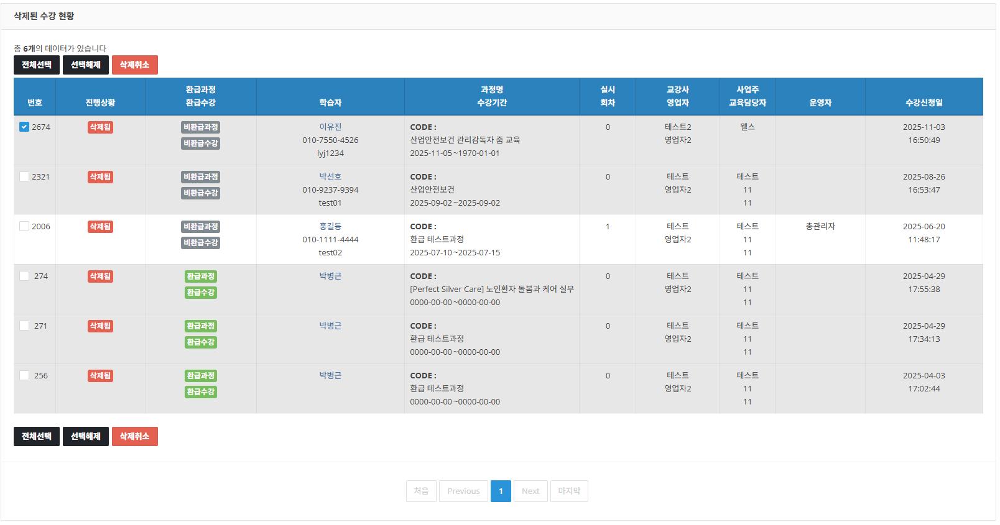 삭제된 수강 현황
총 6개의 데이터가 있습니다
전체선택 선택해제 삭제취소
번호 진행상황 환급과정 환급수강 학습자 과정명 수강기간 실시 회차 교강사 영업자 사업주 교육담당자 운영자 수강신청일
2674 삭제됨 비환급과정 이유진 CODE : 0 테스트2 웰스 2025-11-03
비환급수강 010-7550-4526 산업안전보건 관리감독자 줌 교육 영업자2 16:50:49
lyj1234 2025-11-05 ~1970-01-01
2321 삭제됨 비환급과정 박선호 CODE : 0 테스트 테스트 2025-08-26
비환급수강 010-9237-9394 산업안전보건 영업자2 11 16:53:47
test01 2025-09-02 ~2025-09-02 11
2006 삭제됨 비환급과정 홍길동 CODE : 1 테스트 테스트 총관리자 2025-06-20
비환급수강 010-1111-4444 환급 테스트과정 영업자2 11 11:48:17
test02 2025-07-10 ~2025-07-15 11
274 삭제됨 환급과정 박병근 CODE : 0 테스트 테스트 2025-04-29
환급수강 [Perfect Silver Care] 노인환자 돌봄과 케어 실무 영업자2 11 17:55:38
0000-00-00 ~0000-00-00 11
271 삭제됨 환급과정 박병근 CODE : 0 테스트 테스트 2025-04-29
환급수강 환급 테스트과정 영업자2 11 17:34:13
0000-00-00 ~0000-00-00 11
256 삭제됨 환급과정 박병근 CODE : 0 테스트 테스트 2025-04-03
환급수강 환급 테스트과정 영업자2 11 17:02:44
0000-00-00 ~0000-00-00 11
전체선택 선택해제 삭제취소
처음 Previous 1 Next 마지막